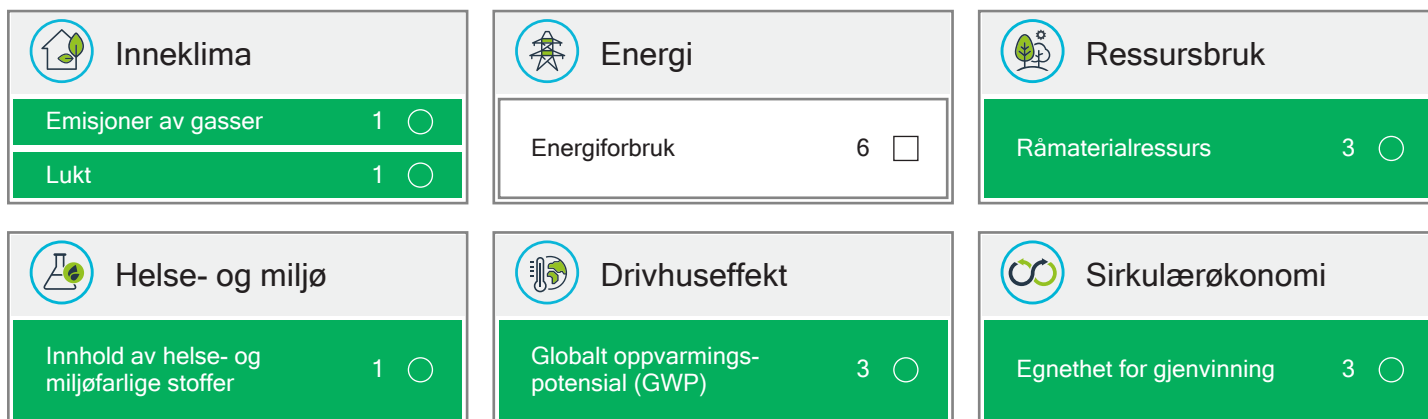 Inneklima
Emisjoner av gasser 1
Lukt 1
Energi
Energiforbruk 6
Ressursbruk
Råmaterialressurs 3
Helse- og miljø
Innhold av helse- og
miljøfarlige stoffer 1
Drivhuseffekt
Globalt oppvarmings-
potensial (GWP) 3
Sirkulærøkonomi
Egnethet for gjenvinning 3